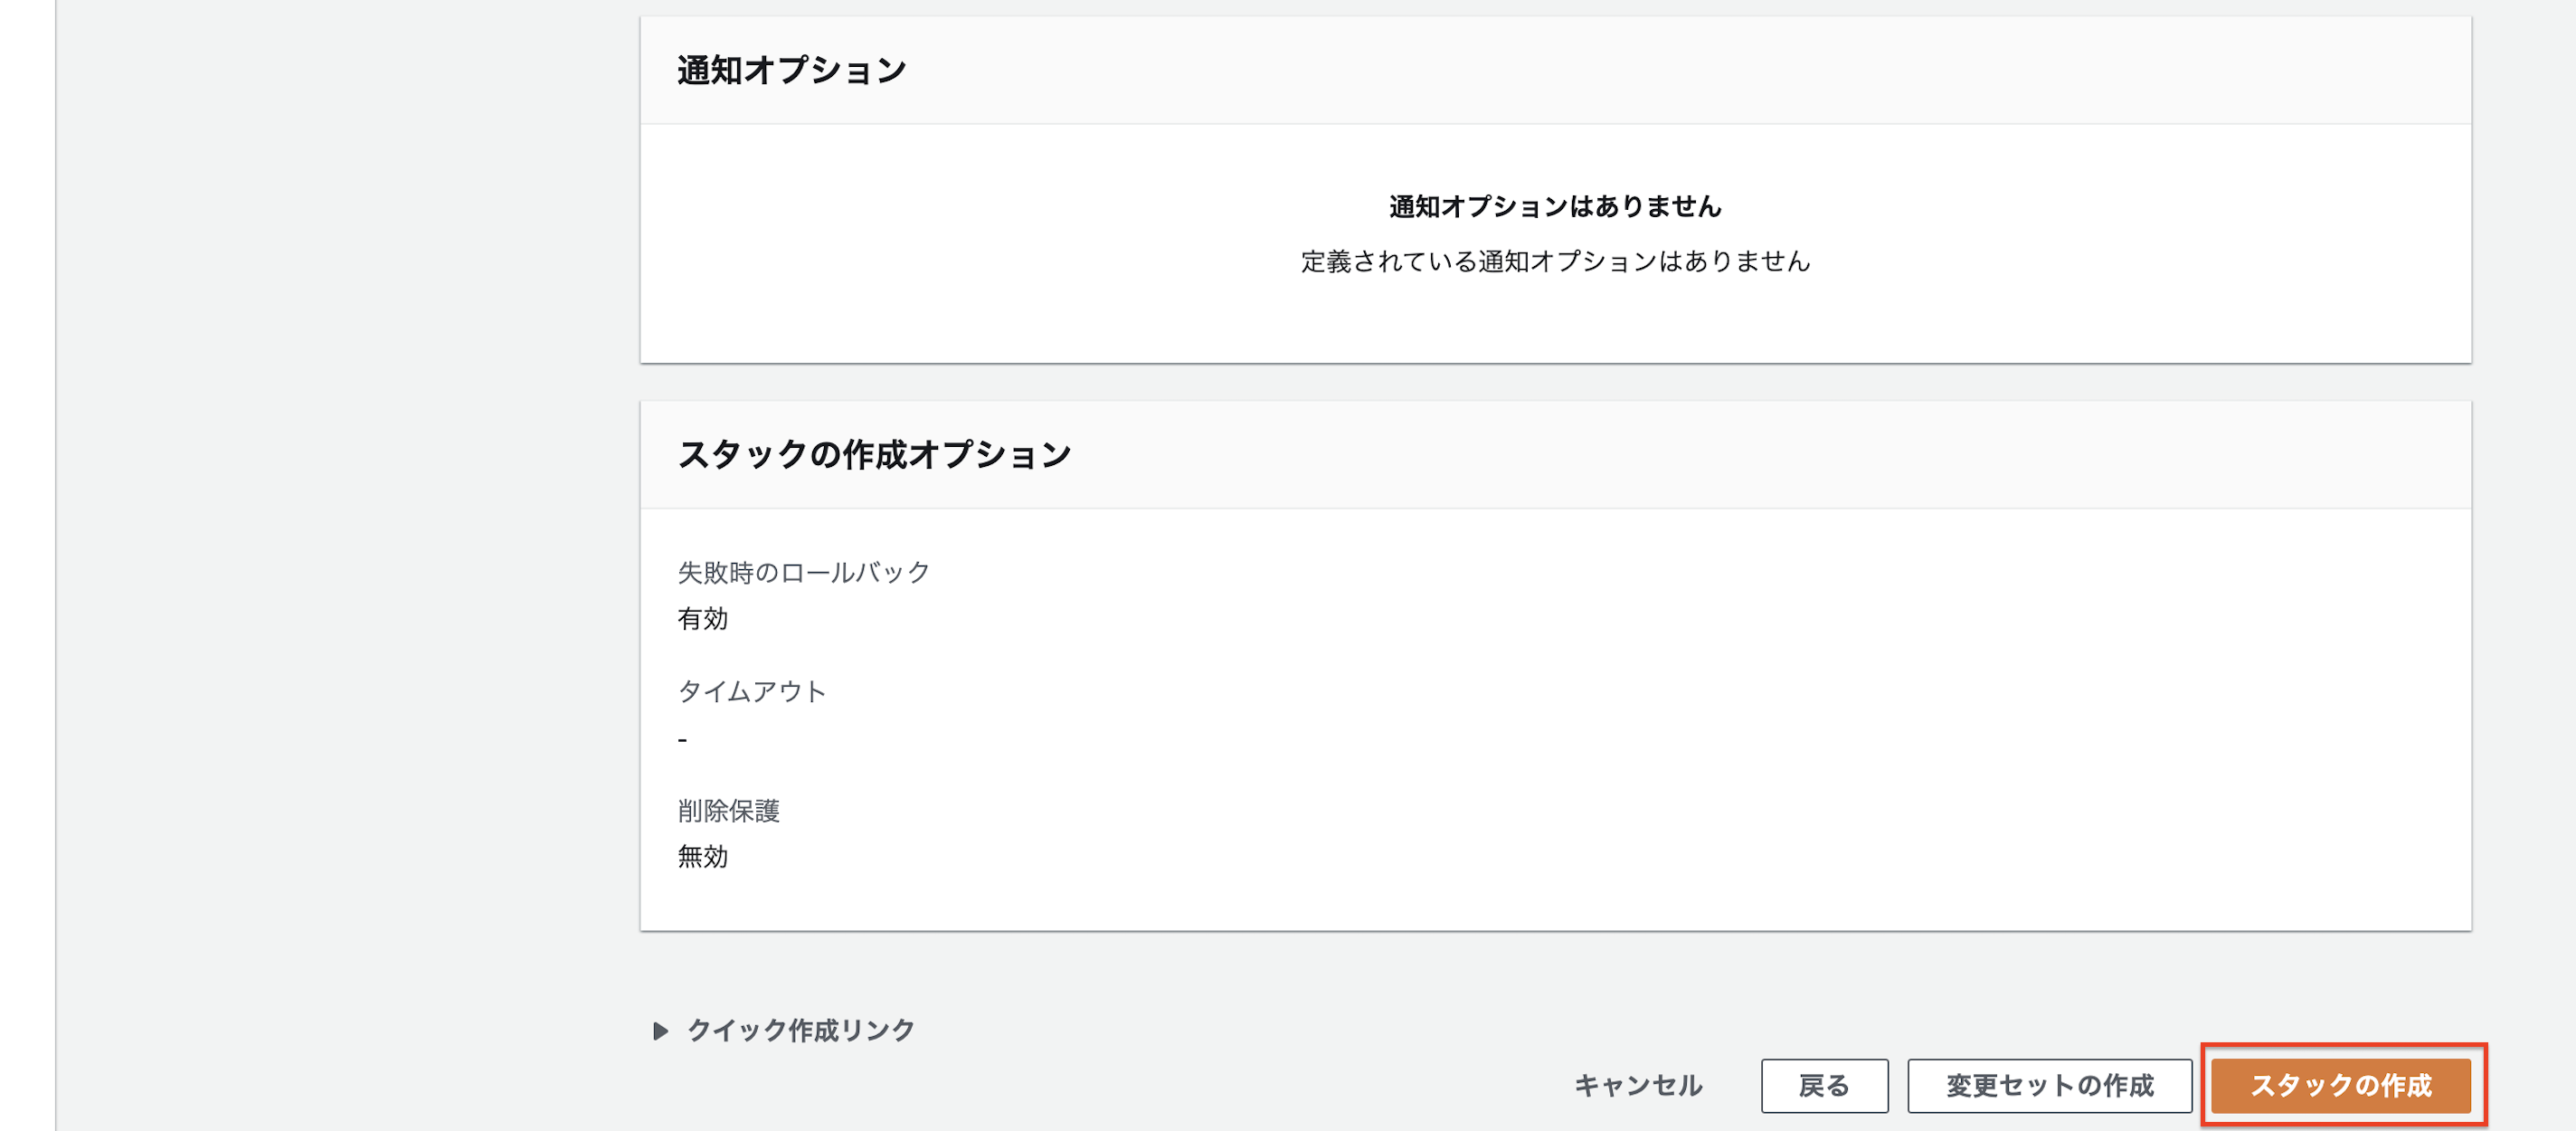 通知オプション
通知オプションはありません
定義されている通知オプションはありません
スタックの作成オプション
失敗時のロールバック
有効
タイムアウト
-
削除保護
無効
クイック作成リンク
キャンセル 戻る 変更セットの作成 スタックの作成